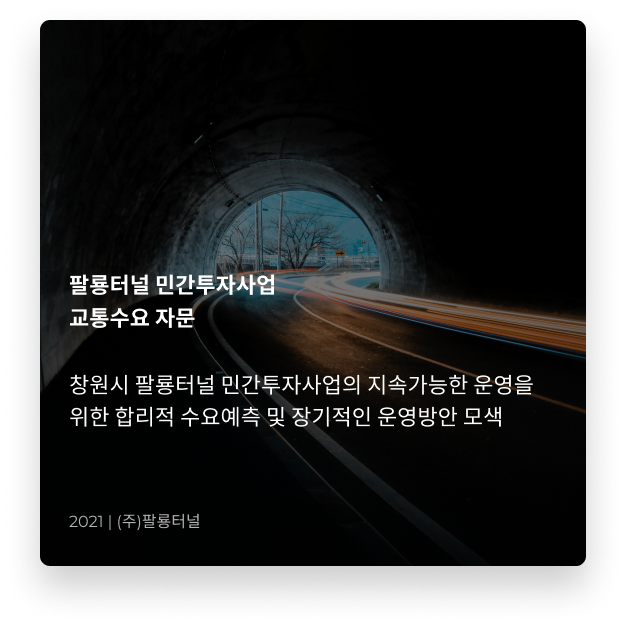 팔룡터널 민간투자사업
교통수요 자문
창원시 팔룡터널 민간투자사업의 지속가능한 운영을
위한 합리적 수요예측 및 장기적인 운영방안 모색
2021 | (주)팔룡터널